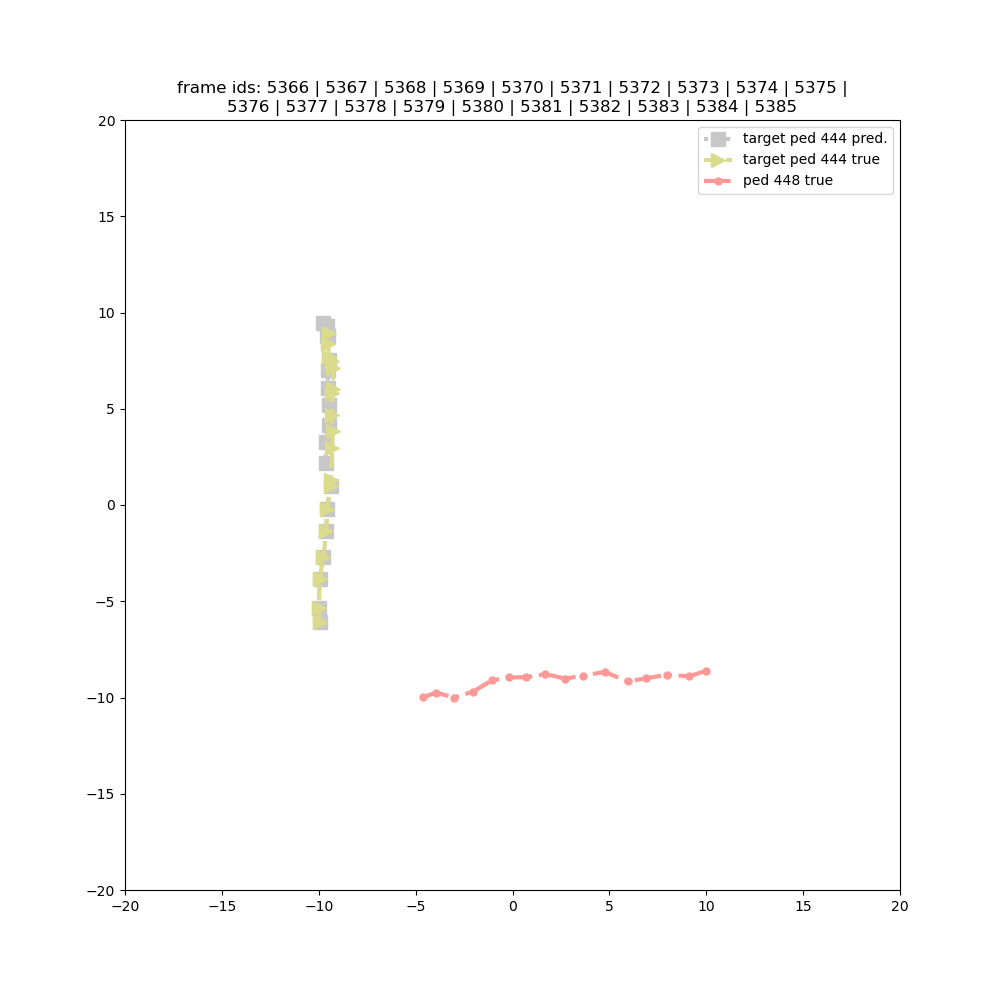 frame ids: 5366 | 5367 | 5368 | 5369 | 5370 | 5371 | 5372 | 5373 | 5374 | 5375 |
5376 | 5377 | 5378 | 5379 | 5380 | 5381 | 5382 | 5383 | 5384 | 5385
target ped 444 pred.
target ped 444 true
ped 448 true
20
15
10
5
0
−5
−10
−15
−20
−20 −15 −10 −5 0 5 10 15 20